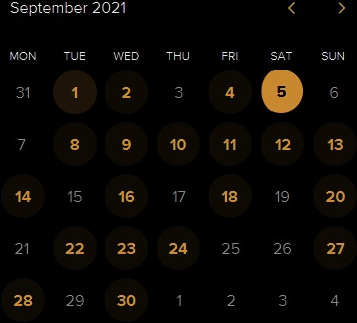 September 2021 < >
MON TUE WED THU FRI SAT SUN
31 1 2 3 4 5 6
7 8 9 10 11 12 13
14 15 16 17 18 19 20
21 22 23 24 25 26 27
28 29 30 1 2 3 4